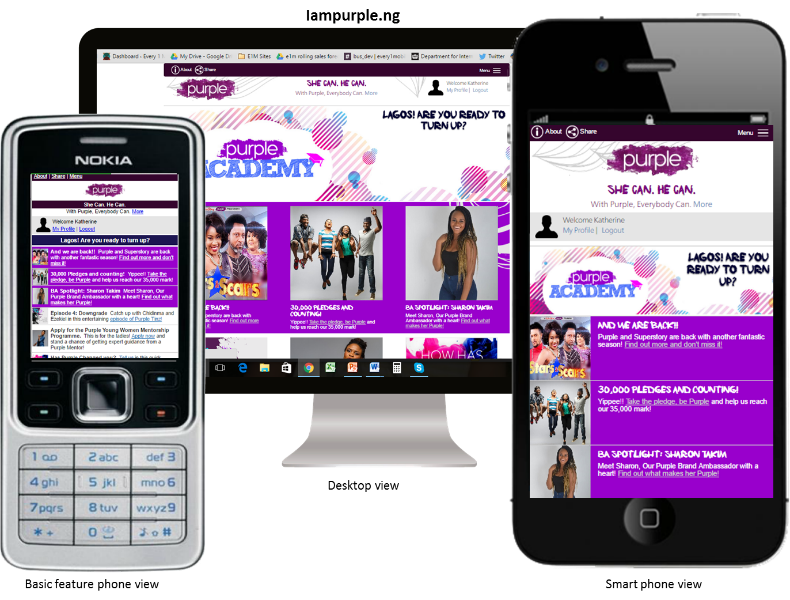 Iampurple.ng
Dashboard - Every 1
My Drive - Google D
E1M Sites
e1m rolling sales fore
bus_dev | every1mobi
Department for Inter
Twitter
About Share
Menu
purple
SHE CAN. HE CAN.
With Purple, Everybody Can. More
Welcome Katherine
My Profile | Logout
LAGOS! ARE YOU READY TO
TURN UP?
purple
ACADEMY
BACK!!
Purple and Superstory are
back with another fantastic
season! Find out more and don't miss
it!
30,000 PLEDGES AND
COUNTING!
Yippee!! Take the pledge, be Purple and
help us reach our 35,000 mark!
BA SPOTLIGHT: SHARON TAKIM
Meet Sharon, Our Purple Brand
Ambassador with a heart! Find out what
makes her Purple!
HOW HAS
Desktop view
NOKIA
About | Share | Menu
purple
She Can. He Can.
With Purple, Everybody Can. More
Welcome Katherine
My Profile | Logout
Lagos! Are you ready to turn up?
And we are back!! Purple and Superstory are back
with another fantastic season! Find out more and don't
miss it!
30,000 Pledges and counting! Yippee!! Take the
pledge, be Purple and help us reach our 35,000 mark!
BA Spotlight: Sharon Takim Meet Sharon, Our
Purple Brand Ambassador with a heart! Find out what
makes her Purple!
Episode 4: Downgrade Catch up with Chidinma and
Ezekiel in this entertaining episode of Purple Tinz!
Apply for the Purple Young Women Mentorship
Programme. This is for the ladies! Apply now and
stand a chance of getting expert guidance from a
Purple Mentor!
1
2 abc
def 3
4 ghi
5 jkl
mno 6
7 pqrs
8 tuv
wxyz 9
* +
0
#
Basic feature phone view
About Share
Menu
purple
SHE CAN. HE CAN.
With Purple, Everybody Can. More
Welcome Katherine
My Profile | Logout
purple
ACADEMY
LAGOS! ARE YOU
READY TO TURN
UP?
AND WE ARE BACK!!
Purple and Superstory are back with another fantastic
season! Find out more and don't miss it!
30,000 PLEDGES AND COUNTING!
Yippee!! Take the pledge, be Purple and help us reach
our 35,000 mark!
BA SPOTLIGHT: SHARON TAKIM
Meet Sharon, Our Purple Brand Ambassador with a
heart! Find out what makes her Purple!
Smart phone view